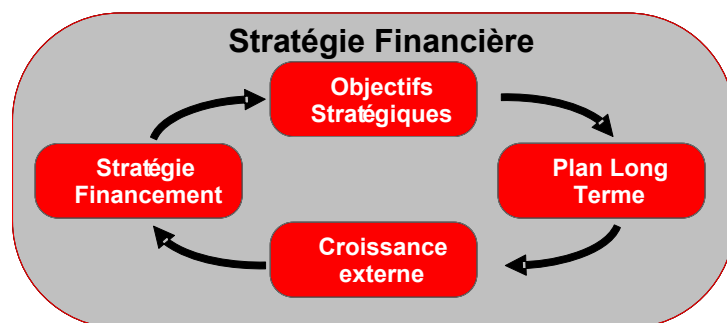 Stratégie Financière
Objectifs
Stratégiques
Stratégie
Financement
Plan Long
Terme
Croissance
externe